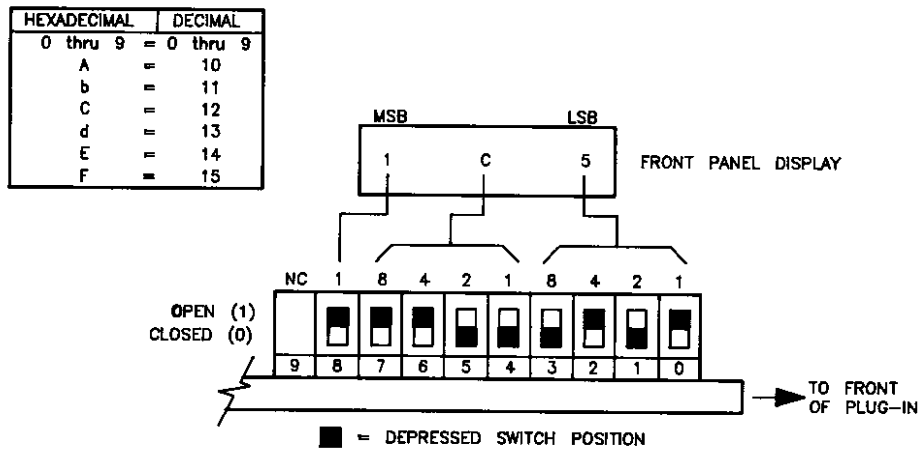 HEXADECIMAL DECIMAL
0 thru 9 = 0 thru 9
A = 10
b = 11
C = 12
d = 13
E = 14
F = 15
MSB LSB
1 C 5 FRONT PANEL DISPLAY
NC 1 8 4 2 1 8 4 2 1
OPEN (1)
CLOSED (0)
9 8 7 6 5 4 3 2 1 0
TO FRONT
OF PLUG-IN
= DEPRESSED SWITCH POSITION